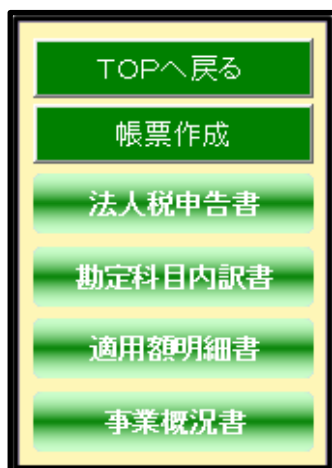 TOPへ戻る
帳票作成
法人税申告書
勘定科目内訳書
適用額明細書
事業概況書